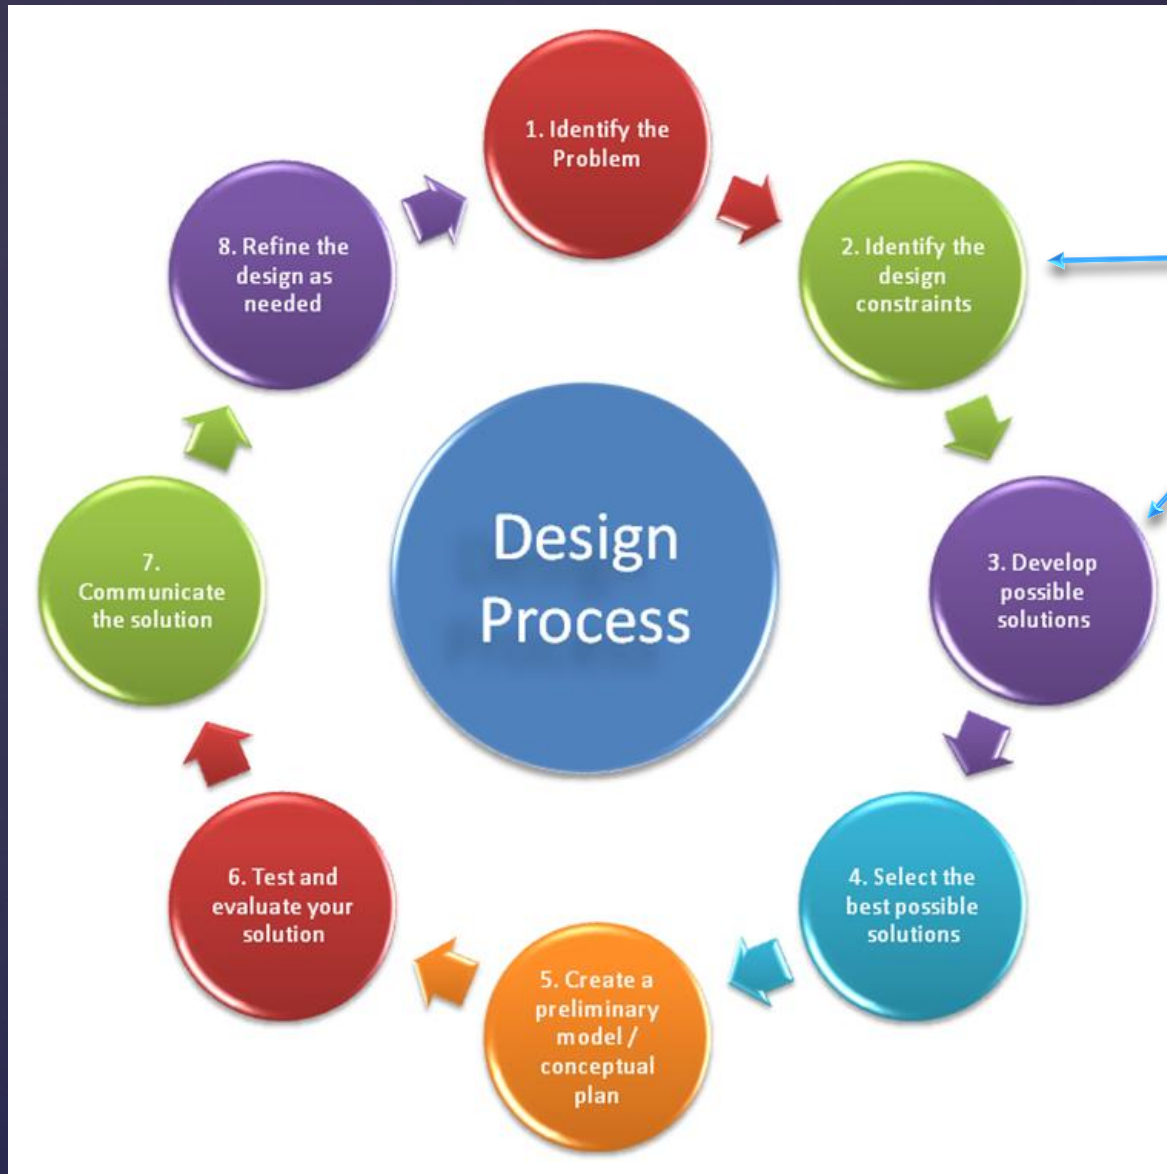 1. Identify the
Problem
2. Identify the
design
constraints
3. Develop
possible
solutions
4. Select the
best possible
solutions
5. Create a
preliminary
model /
conceptual
plan
6. Test and
evaluate your
solution
7.
Communicate
the solution
8. Refine the
design as
needed
Design
Process